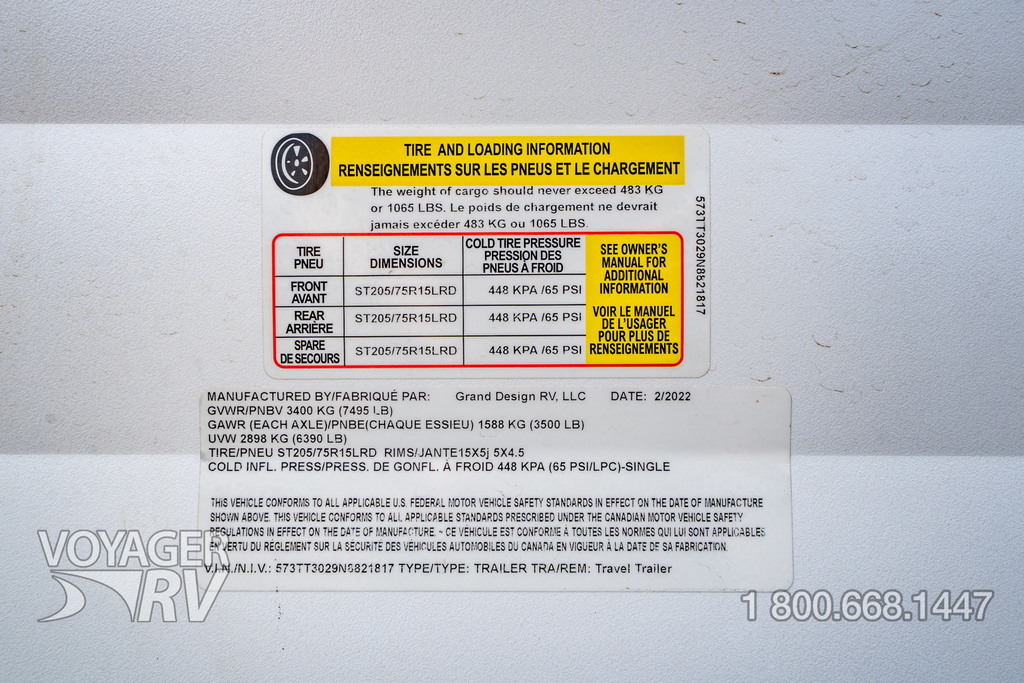 TIRE AND LOADING INFORMATION
RENSEIGNEMENTS SUR LES PNEUS ET LE CHARGEMENT
The weight of cargo should never exceed 483 KG
or 1065 LBS. Le poids de chargement ne devrait
jamais excéder 483 KG ou 1065 LBS.
573TT3029N8821817
TIRE
PNEU
SIZE
DIMENSIONS
COLD TIRE PRESSURE
PRESSION DES
PNEUS À FROID
FRONT
AVANT
ST205/75R15LRD
448 KPA /65 PSI
REAR
ARRIÈRE
ST205/75R15LRD
448 KPA /65 PSI
SPARE
DE SECOURS
ST205/75R15LRD
448 KPA /65 PSI
SEE OWNER'S
MANUAL FOR
ADDITIONAL
INFORMATION
VOIR LE MANUEL
DE L'USAGER
POUR PLUS DE
RENSEIGNEMENTS
MANUFACTURED BY/FABRIQUÉ PAR: Grand Design RV, LLC DATE: 2/2022
GVWR/PNBV 3400 KG (7495 LB)
GAWR (EACH AXLE)/PNBE(CHAQUE ESSIEU) 1588 KG (3500 LB)
UVW 2898 KG (6390 LB)
TIRE/PNEU ST205/75R15LRD RIMS/JANTE15X5j 5X4.5
COLD INFL. PRESS/PRESS. DE GONFL. À FROID 448 KPA (65 PSI/LPC)-SINGLE
THIS VEHICLE CONFORMS TO ALL APPLICABLE U.S. FEDERAL MOTOR VEHICLE SAFETY STANDARDS IN EFFECT ON THE DATE OF MANUFACTURE
SHOWN ABOVE. THIS VEHICLE CONFORMS TO ALL APPLICABLE STANDARDS PRESCRIBED UNDER THE CANADIAN MOTOR VEHICLE SAFETY
REGULATIONS IN EFFECT ON THE DATE OF MANUFACTURE. ~ CE VÉHICULE EST CONFORME À TOUTES LES NORMES QUI LUI SONT APPLICABLES
EN VERTU DU RÈGLEMENT SUR LA SÉCURITÉ DES VÉHICULES AUTOMOBILES DU CANADA EN VIGUEUR À LA DATE DE SA FABRICATION.
V.I.N./N.I.V.: 573TT3029N8821817 TYPE/TYPE: TRAILER TRA/REM: Travel Trailer
VOYAGER
RV
1 800.668.1447